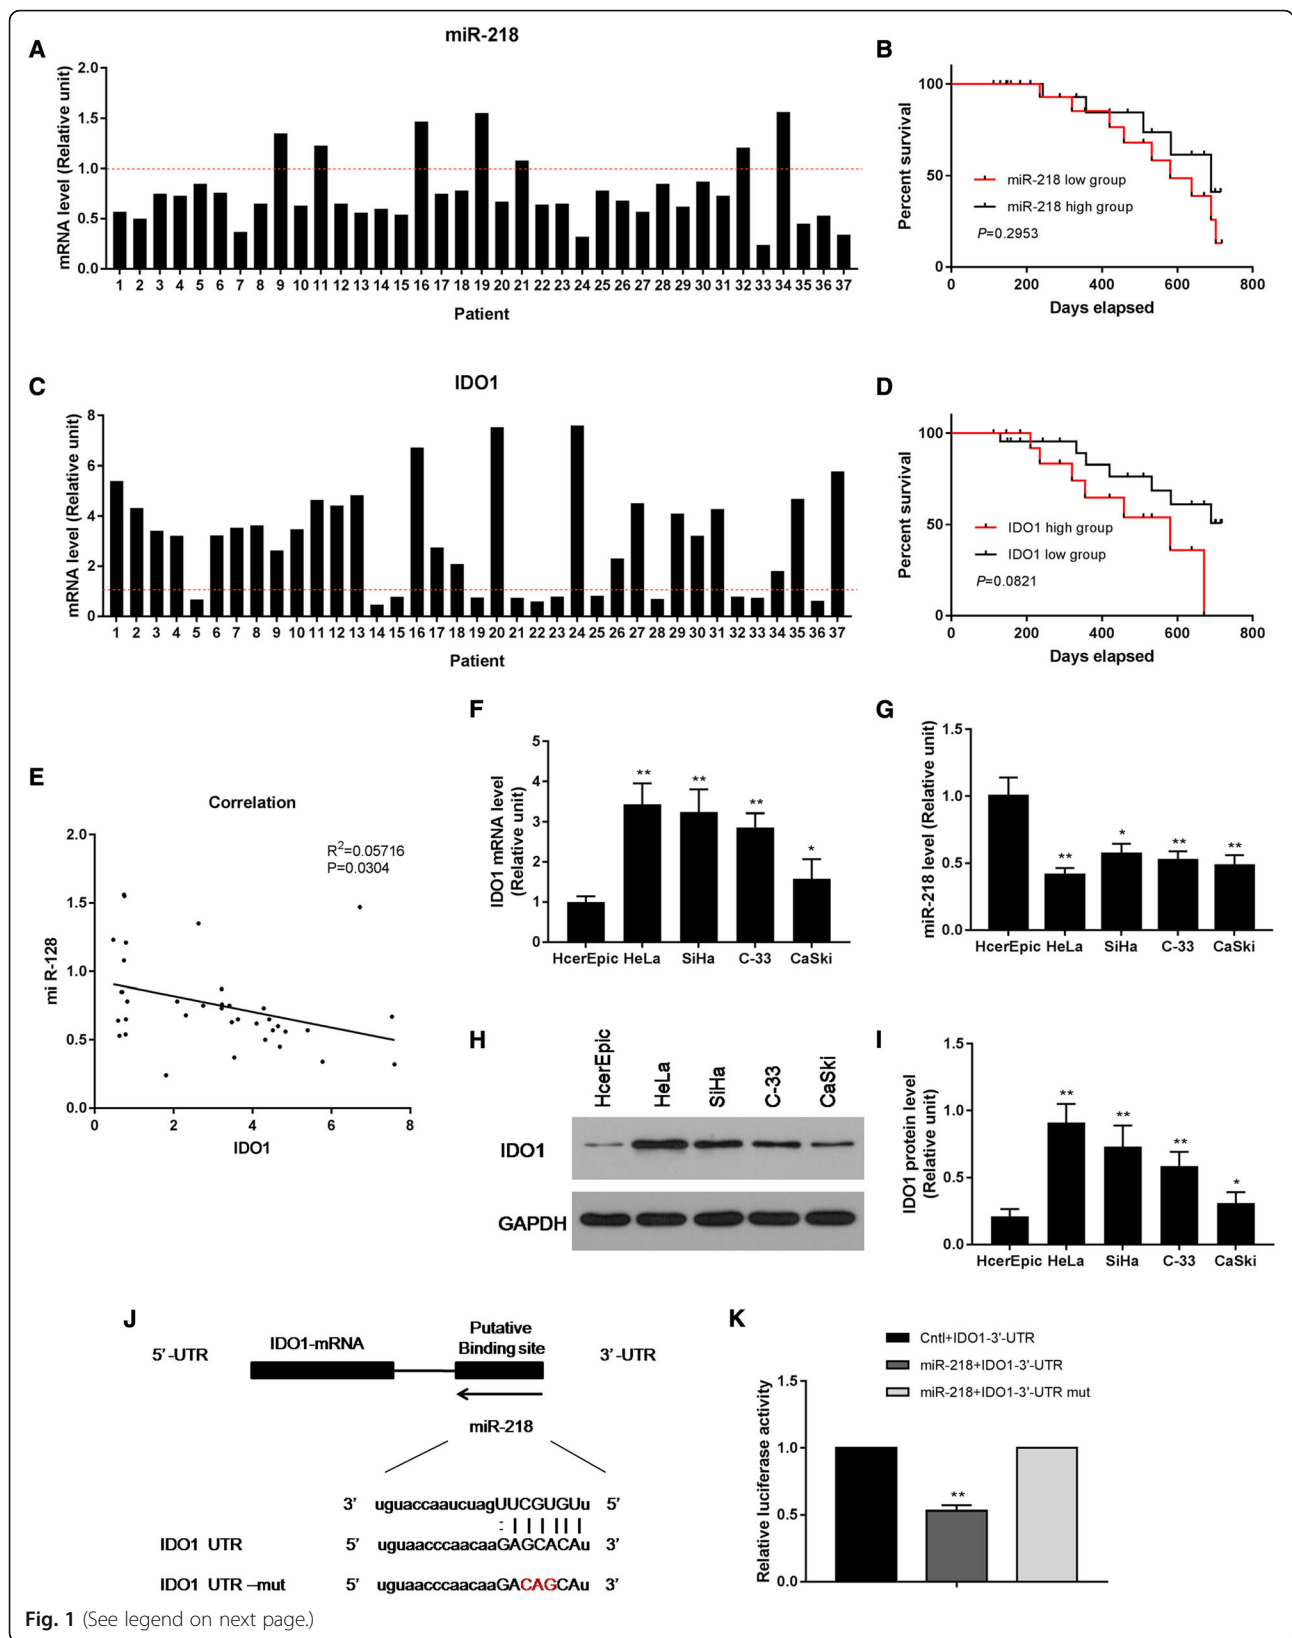 A
miR-218
mRNA level (Relative unit)
2.0
1.5
1.0
0.5
0.0
1 2 3 4 5 6 7 8 9 10 11 12 13 14 15 16 17 18 19 20 21 22 23 24 25 26 27 28 29 30 31 32 33 34 35 36 37
Patient
B
Percent survival
100
50
0
miR-218 low group
miR-218 high group
P=0.2953
0 200 400 600 800
Days elapsed
C
IDO1
mRNA level (Relative unit)
8
6
4
2
0
1 2 3 4 5 6 7 8 9 10 11 12 13 14 15 16 17 18 19 20 21 22 23 24 25 26 27 28 29 30 31 32 33 34 35 36 37
Patient
D
Percent survival
100
50
0
IDO1 high group
IDO1 low group
P=0.0821
0 200 400 600 800
Days elapsed
E
Correlation
R2=0.05716
P=0.0304
mi R-128
2.0
1.5
1.0
0.5
0.0
0 2 4 6 8
IDO1
F
IDO1 mRNA level
(Relative unit)
5
4
3
2
1
0
** ** ** *
HcerEpic HeLa SiHa C-33 CaSki
G
miR-218 level (Relative unit)
1.5
1.0
0.5
0.0
** * ** **
HcerEpic HeLa SiHa C-33 CaSki
H
HcerEpic HeLa SiHa C-33 CaSki
IDO1
GAPDH
I
IDO1 protein level
(Relative unit)
1.5
1.0
0.5
0.0
** ** ** *
HcerEpic HeLa SiHa C-33 CaSki
J
5'-UTR IDO1-mRNA Putative
Binding site 3'-UTR
miR-218
3' uguaccaaucuagUUCGUGUu 5'
IDO1 UTR 5' uguaacccaacaaGAGCACAu 3'
IDO1 UTR –mut 5' uguaacccaacaaGACAGCAu 3'
K
Cntl+IDO1-3'-UTR
miR-218+IDO1-3'-UTR
miR-218+IDO1-3'-UTR mut
Relative luciferase activity
1.5
1.0
0.5
0.0
**
Fig. 1 (See legend on next page.)